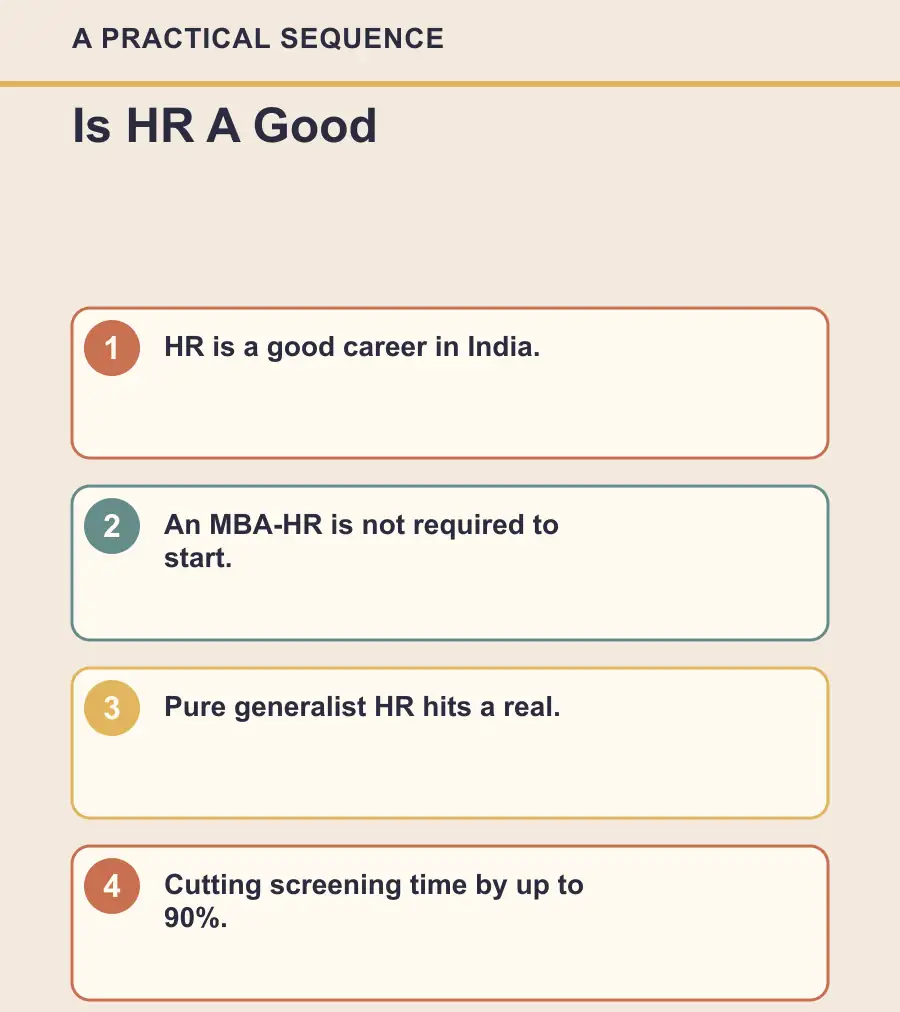 A PRACTICAL SEQUENCE
Is HR A Good
1
HR is a good career in India.
2
An MBA-HR is not required to
start.
3
Pure generalist HR hits a real.
4
Cutting screening time by up to
90%.